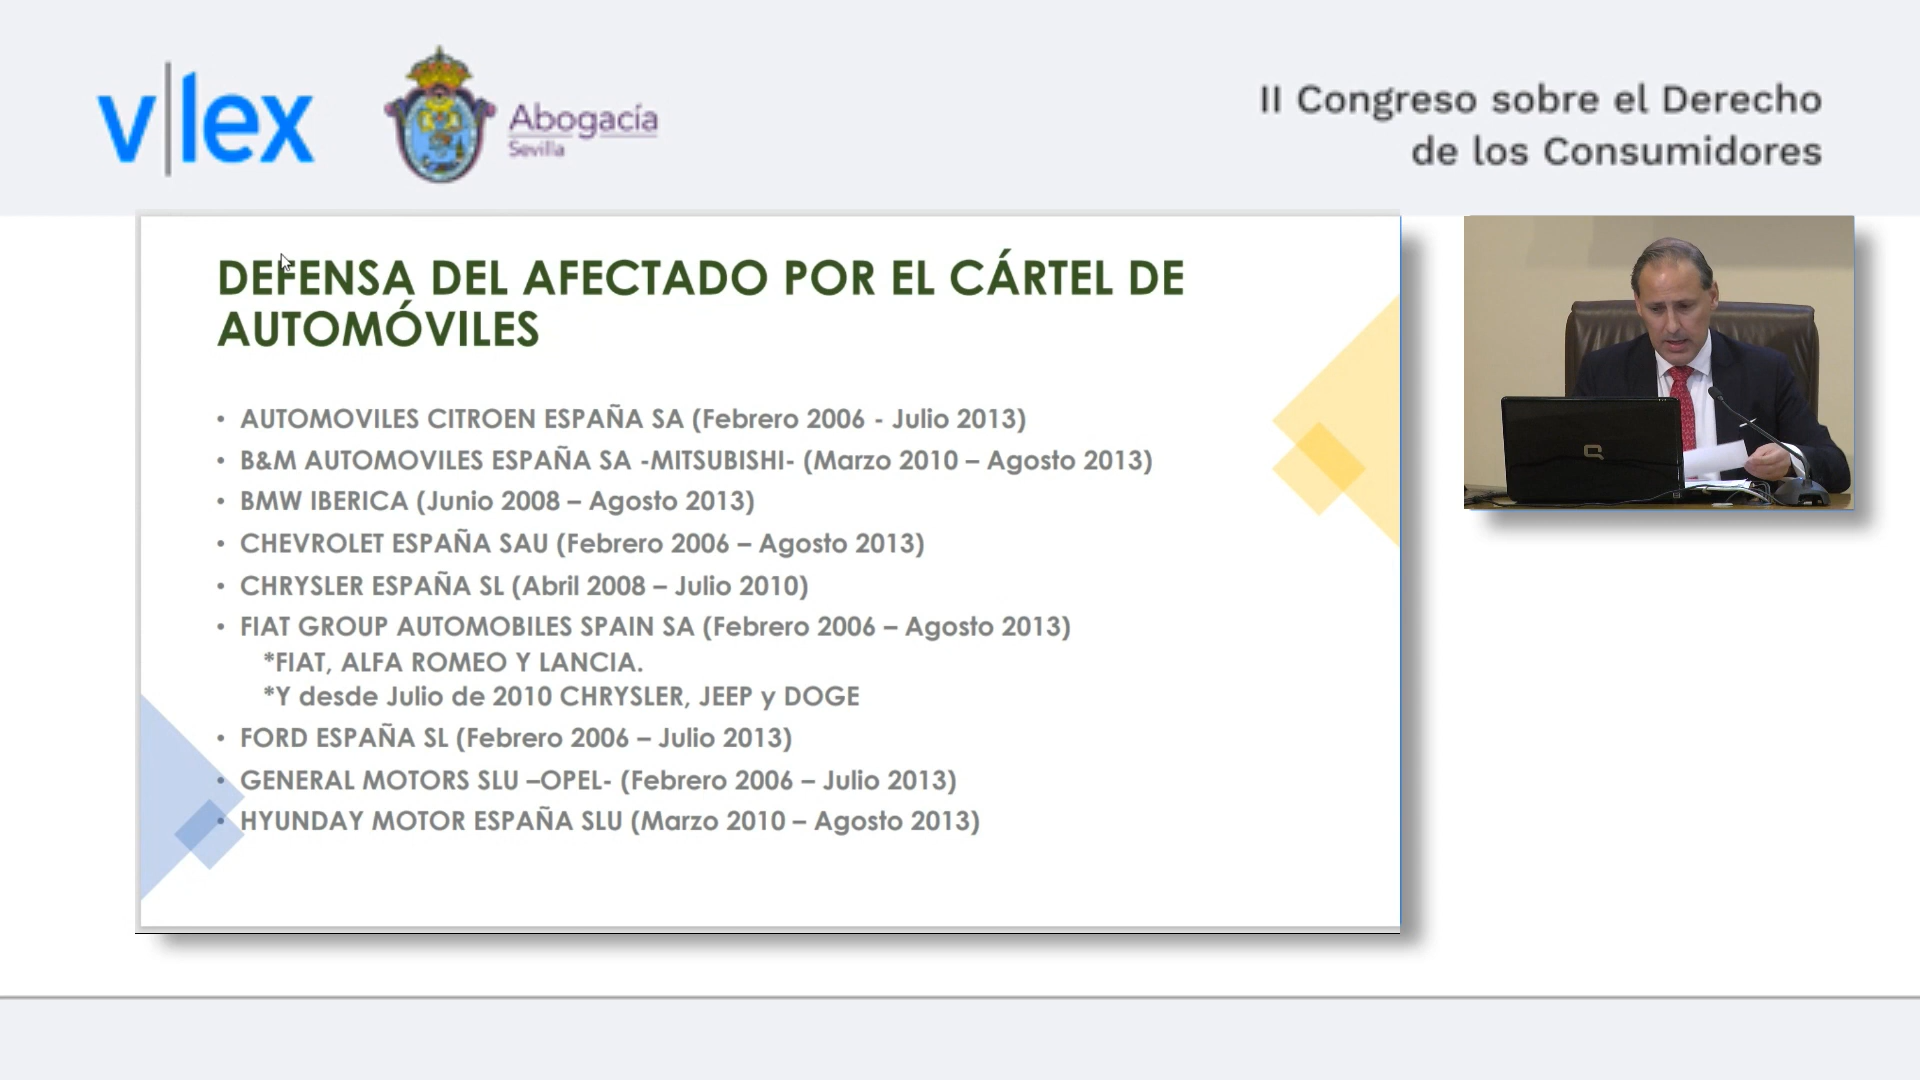 v|lex
Abogacía
Sevilla
II Congreso sobre el Derecho
de los Consumidores
DEFENSA DEL AFECTADO POR EL CÁRTEL DE
AUTOMÓVILES
• AUTOMOVILES CITROEN ESPAÑA SA (Febrero 2006 - Julio 2013)
• B&M AUTOMOVILES ESPAÑA SA -MITSUBISHI- (Marzo 2010 – Agosto 2013)
• BMW IBERICA (Junio 2008 – Agosto 2013)
• CHEVROLET ESPAÑA SAU (Febrero 2006 – Agosto 2013)
• CHRYSLER ESPAÑA SL (Abril 2008 – Julio 2010)
• FIAT GROUP AUTOMOBILES SPAIN SA (Febrero 2006 – Agosto 2013)
*FIAT, ALFA ROMEO Y LANCIA.
*Y desde Julio de 2010 CHRYSLER, JEEP y DOGE
• FORD ESPAÑA SL (Febrero 2006 – Julio 2013)
• GENERAL MOTORS SLU –OPEL- (Febrero 2006 – Julio 2013)
• HYUNDAY MOTOR ESPAÑA SLU (Marzo 2010 – Agosto 2013)